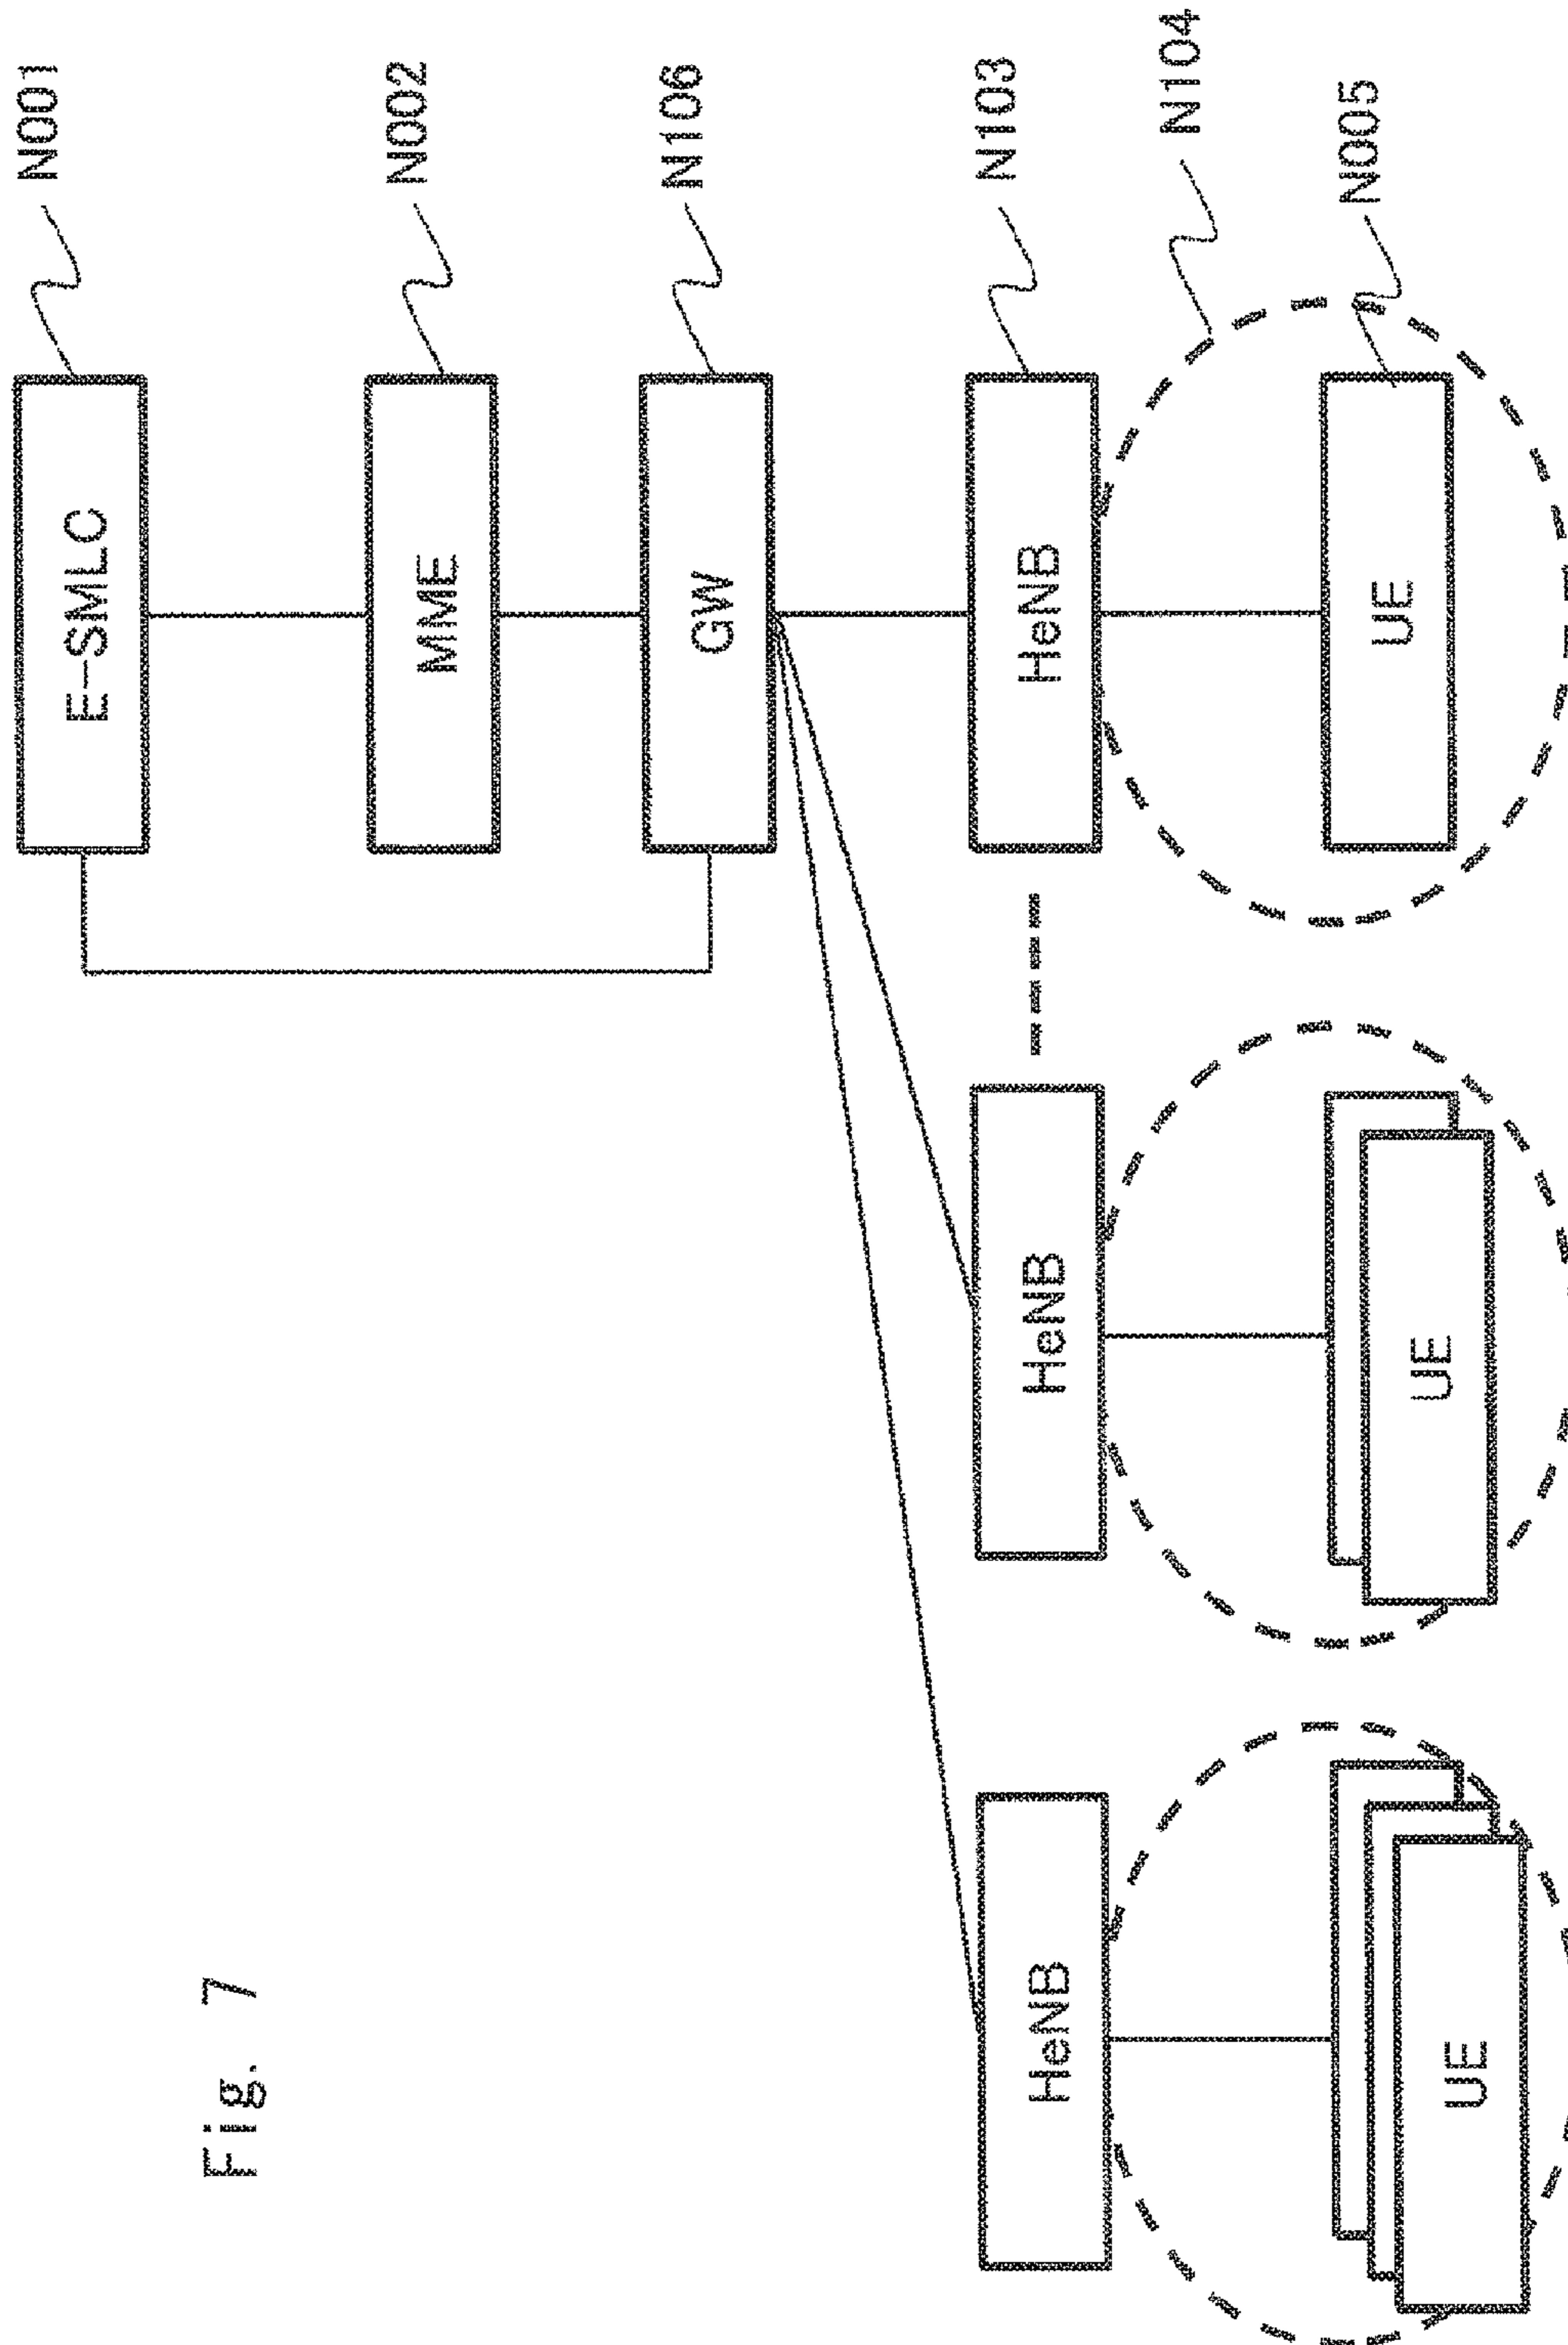 Fig. 7
E-SMLC
N001
MME
N002
GW
N106
HeNB
HeNB
HeNB
N103
N104
UE
UE
UE
N005